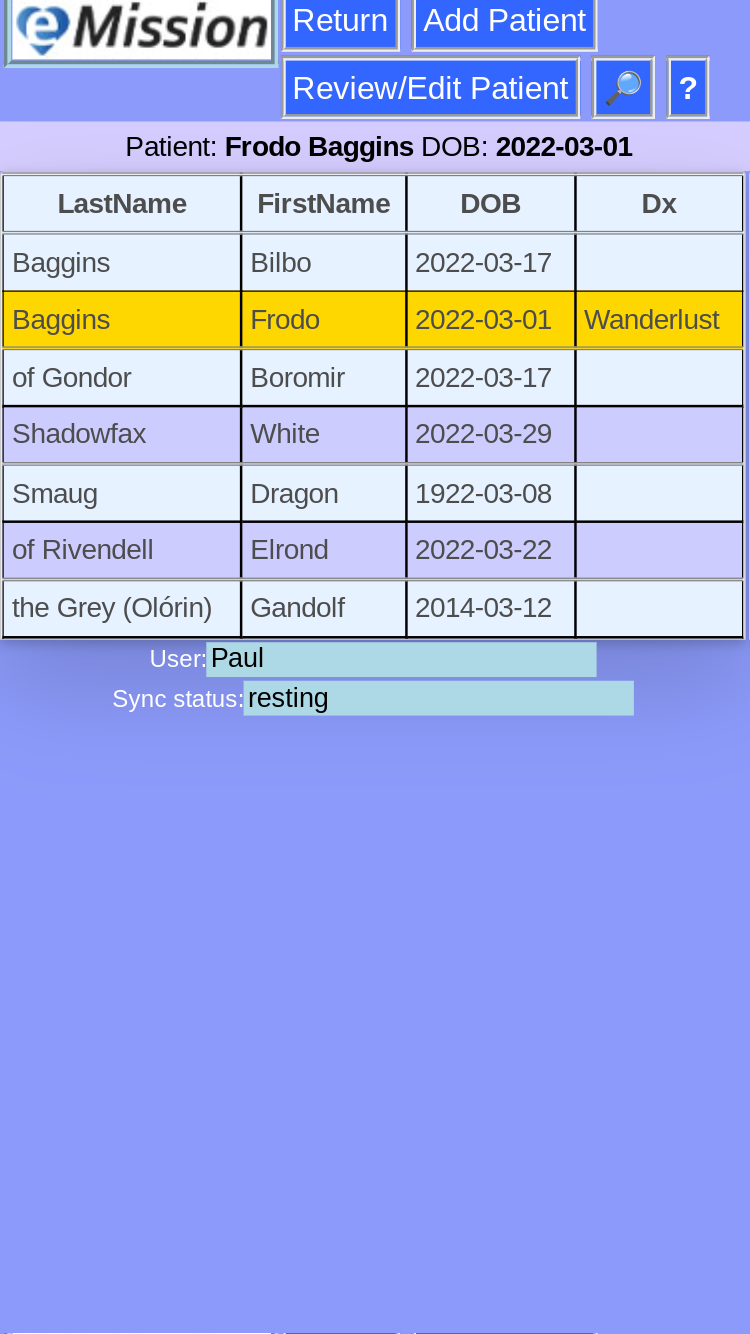 eMission
Return Add Patient
Review/Edit Patient ?
Patient: Frodo Baggins DOB: 2022-03-01
LastName FirstName DOB Dx
Baggins Bilbo 2022-03-17
Baggins Frodo 2022-03-01 Wanderlust
of Gondor Boromir 2022-03-17
Shadowfax White 2022-03-29
Smaug Dragon 1922-03-08
of Rivendell Elrond 2022-03-22
the Grey (Olórin) Gandolf 2014-03-12
User: Paul
Sync status: resting